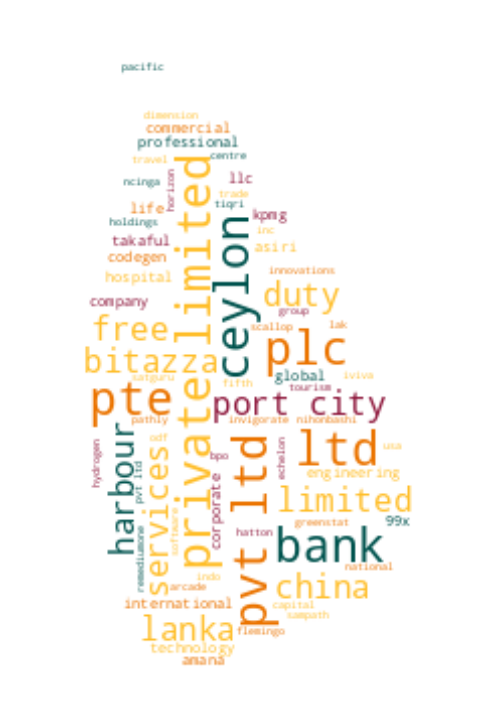 pacific
dimension
commercial
professional
travel
centre
ncinga
horizon
llc
trade
life
tiqri
holdings
kpmg
inc
takaful
asiri
codegen
hospital
innovations
private limited
ceylon
company
duty
group
free
scallop
lak
plc
bitazza
satguru
global
iviva
fifth
tourism
pte
port city
pathly
invigorate
nihonbashi
harbour
pvt ltd
ltd
hydrogen
odf
services
bpo
echelon
usa
pvt ltd
engineering
corporate
limited
software
greenstat
99x
hatton
bank
remediumone
national
indo
arcade
china
international
capital
sampath
lanka
flemingo
technology
amana